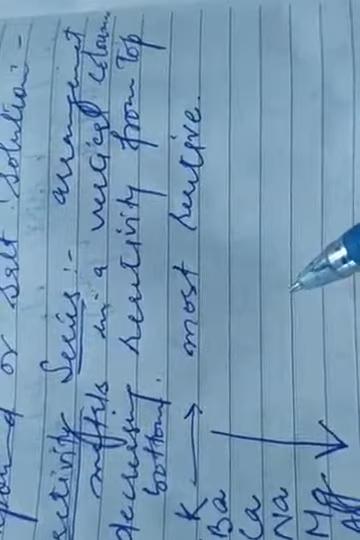 or salt solution :-
Series :- arrangement
metals in a vertical column
decreasing reactivity from Top
bottom.
K → most reactive.
Ba
Ca
Na
Mg